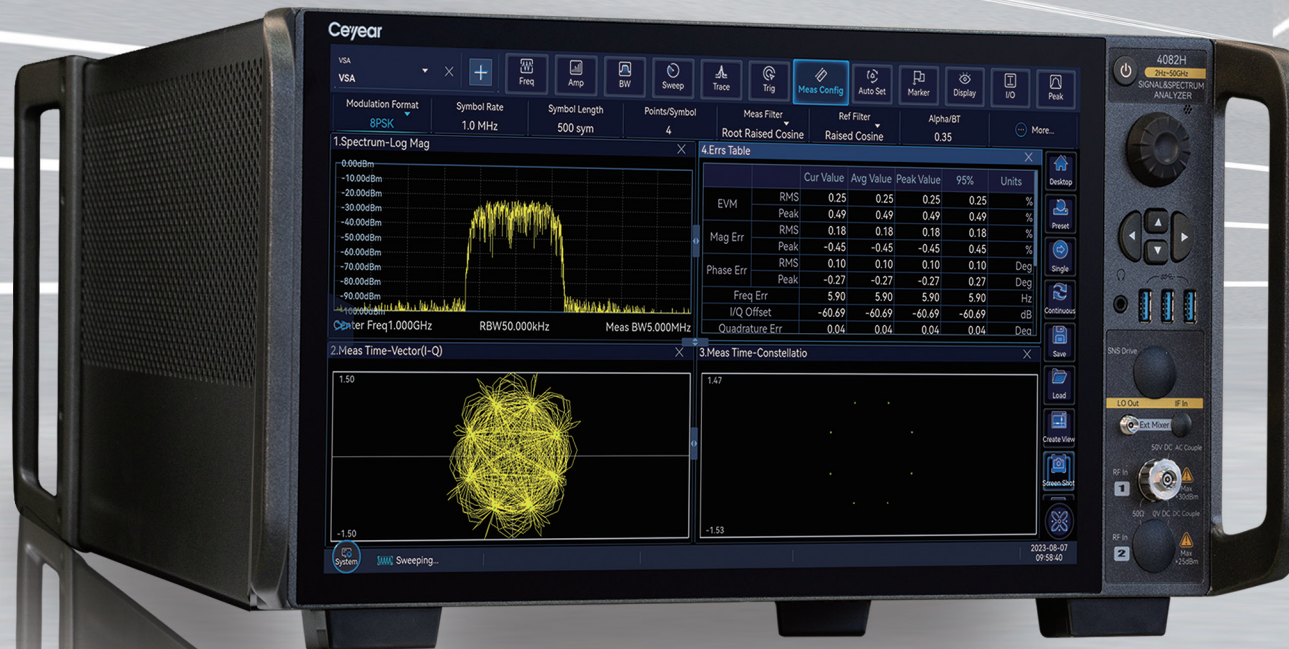 Ceyear
VSA
VSA
Freq
Amp
BW
Sweep
Trace
Trig
Meas Config
Auto Set
Marker
Display
I/O
Peak
Modulation Format
8PSK
Symbol Rate
1.0 MHz
Symbol Length
500 sym
Points/Symbol
4
Meas Filter
Root Raised Cosine
Ref Filter
Raised Cosine
Alpha/BT
0.35
More...
1.Spectrum-Log Mag
0.00dBm
-10.00dBm
-20.00dBm
-30.00dBm
-40.00dBm
-50.00dBm
-60.00dBm
-70.00dBm
-80.00dBm
-90.00dBm
-100.00dBm
Center Freq1.000GHz RBW50.000kHz Meas BW5.000MHz
4.Errs Table
Cur Value Avg Value Peak Value 95% Units
EVM RMS 0.25 0.25 0.25 0.25 %
Peak 0.49 0.49 0.49 0.49 %
Mag Err RMS 0.18 0.18 0.18 0.18 %
Peak -0.45 -0.45 -0.45 0.45 %
Phase Err RMS 0.10 0.10 0.10 0.10 Deg
Peak -0.27 -0.27 -0.27 0.27 Deg
Freq Err 5.90 5.90 5.90 5.90 Hz
I/Q Offset -60.69 -60.69 -60.69 -60.69 dB
Quadrature Err 0.04 0.04 0.04 0.04 Deg
2.Meas Time-Vector(I-Q)
1.50
-1.50
3.Meas Time-Constellatio
1.47
-1.53
Desktop
Preset
Single
Continuous
Save
Load
Create View
Screen Shot
System
Sweeping...
2023-08-07
09:58:40
4082H
2Hz~50GHz
SIGNAL&SPECTRUM
ANALYZER
SNS Drive
LO Out IF In
Ext Mixer
50V DC AC Couple
RF In
1
Max
+30dBm
50Ω 0V DC DC Couple
RF In
2
Max
+25dBm